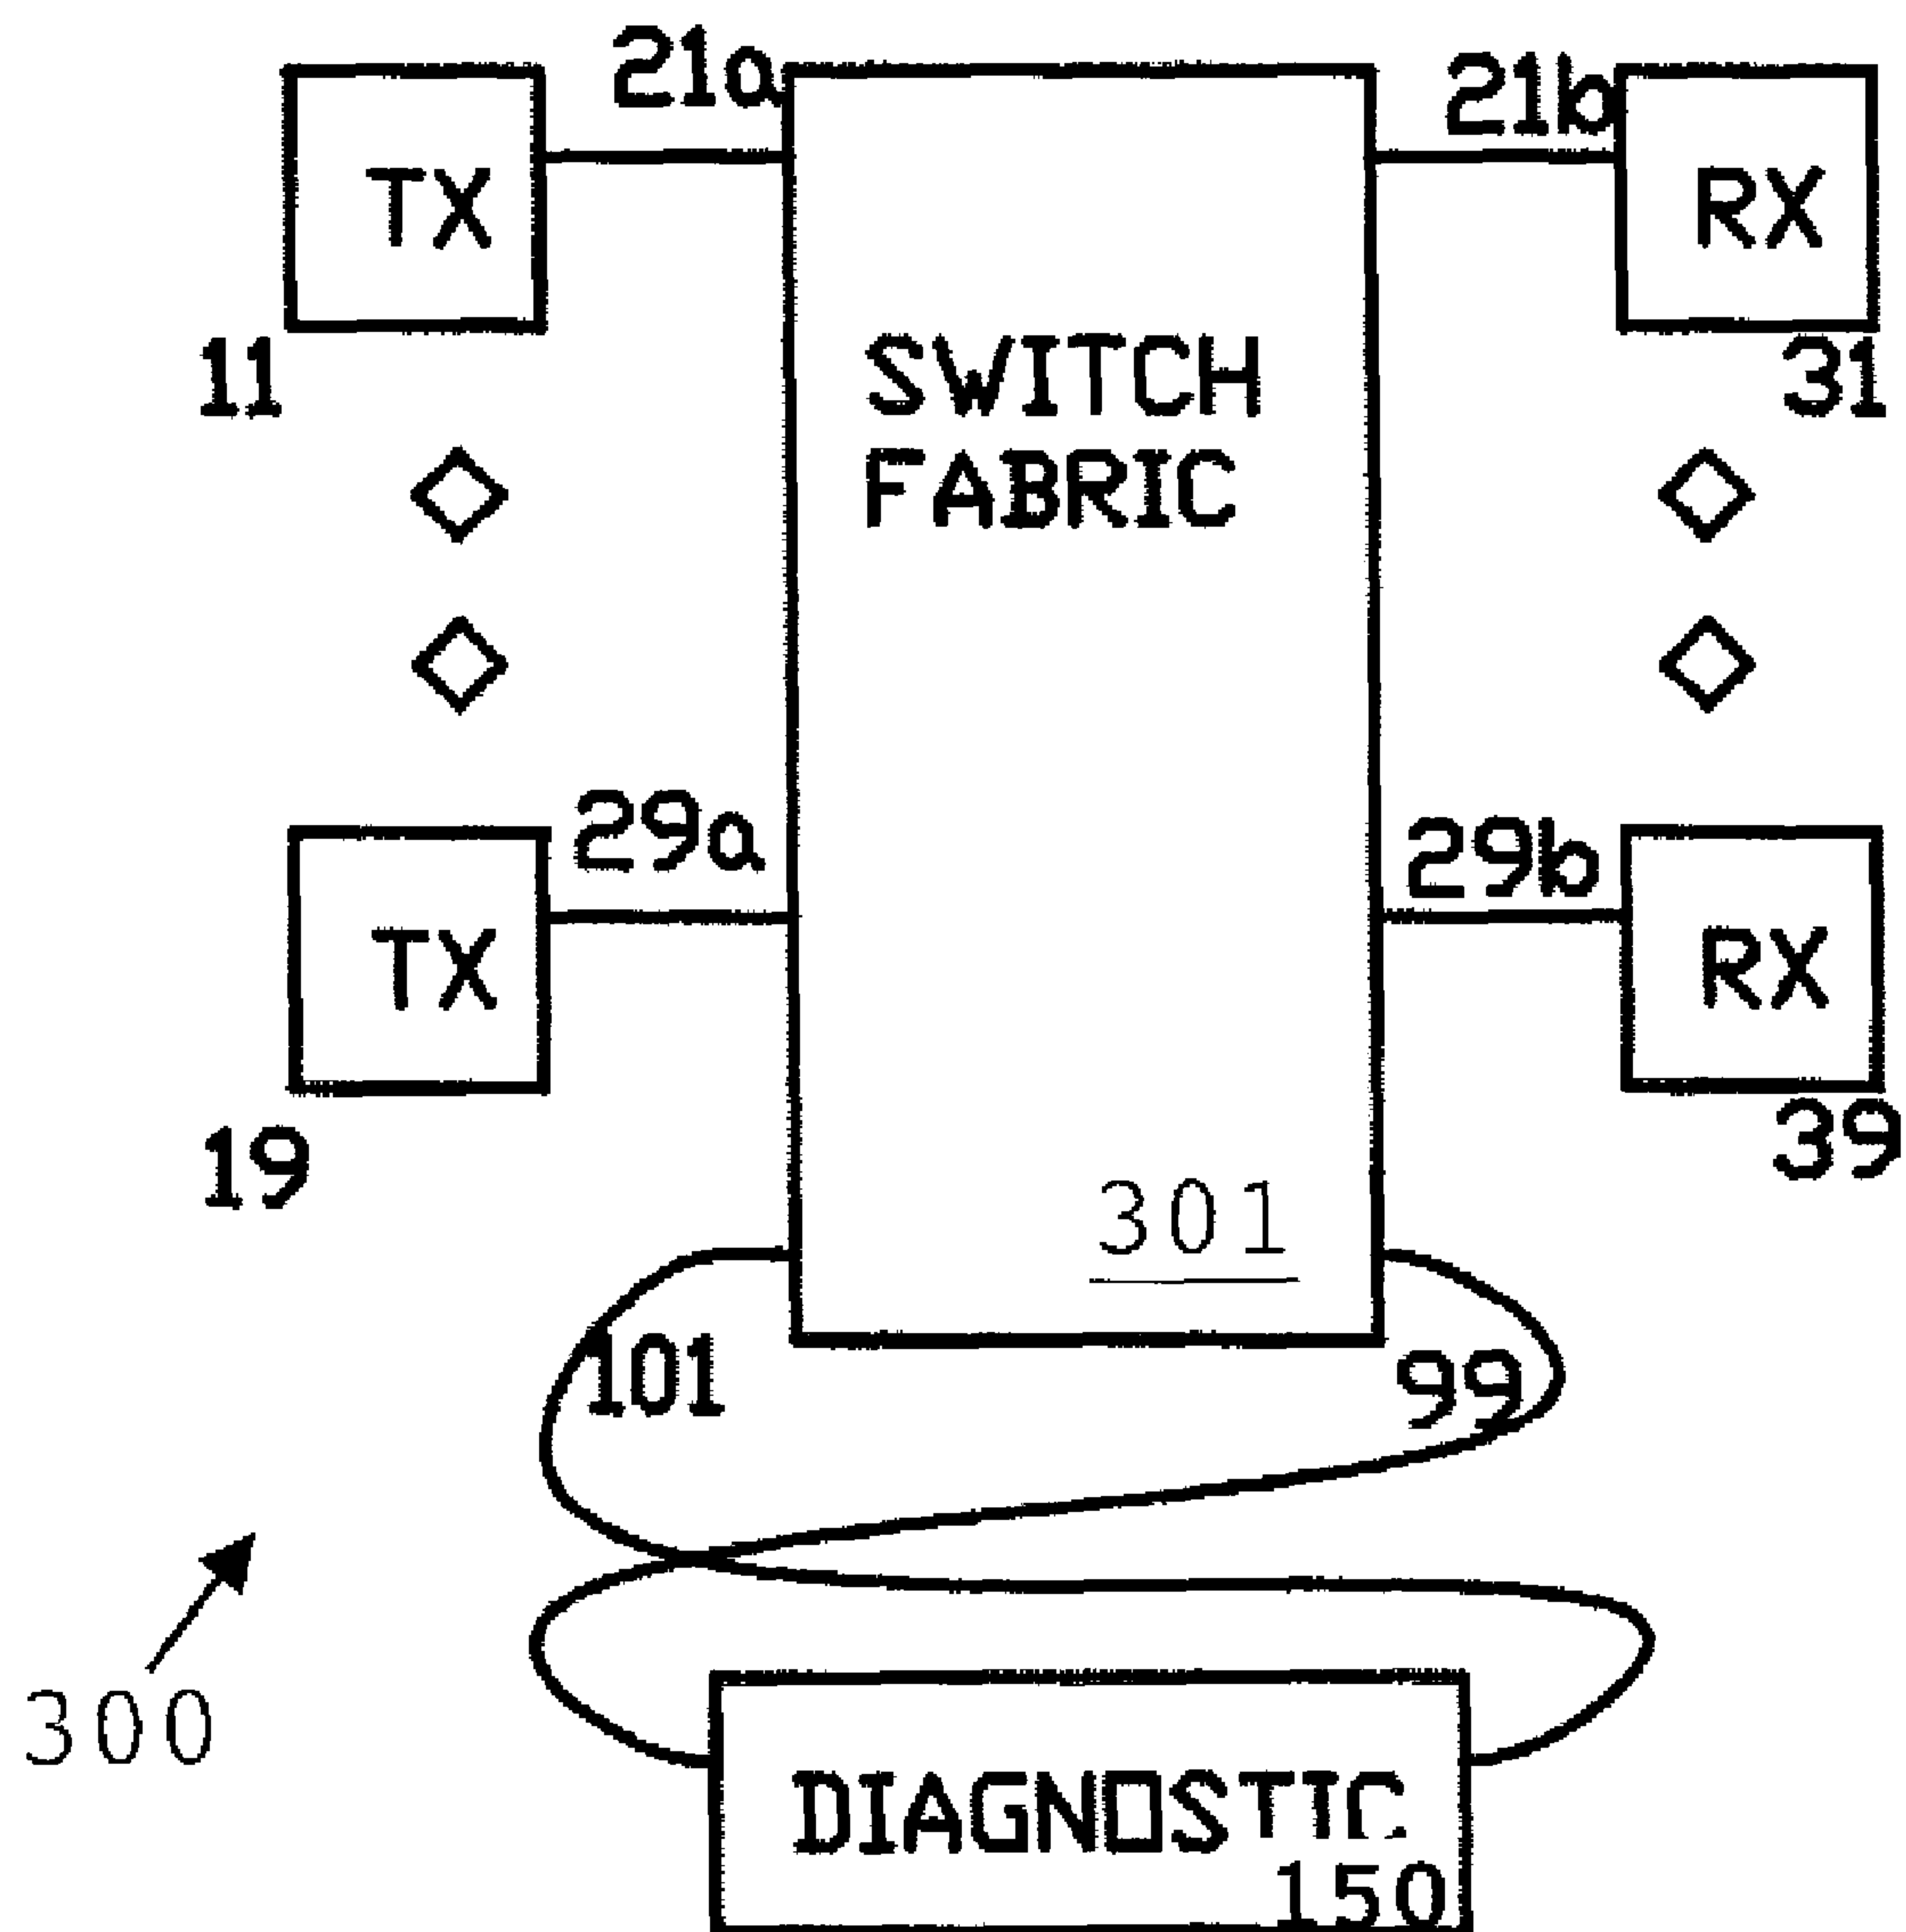 21a
21b
TX
RX
11
31
SWITCH
FABRIC
29a
29b
TX
RX
19
39
301
101
99
300
DIAGNOSTIC
150